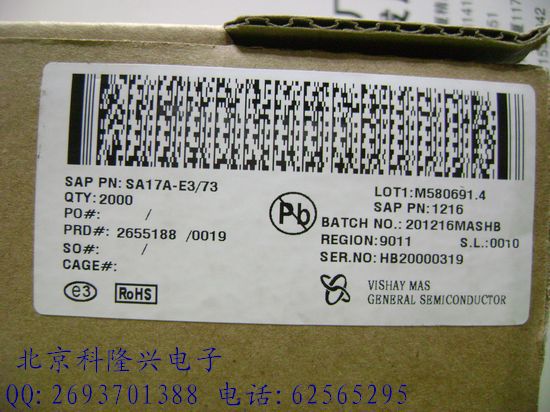 SAP PN: SA17A-E3/73
QTY: 2000
PO#: /
PRD#: 2655188 /0019
SO#: /
CAGE#:
e3 RoHS
Pb
LOT1:M580691.4
SAP PN:1216
BATCH NO.: 201216MASHB
REGION:9011 S.L.:0010
SER.NO: HB20000319
VISHAY MAS
GENERAL SEMICONDUCTOR
北京科隆兴电子
QQ: 2693701388 电话: 62565295